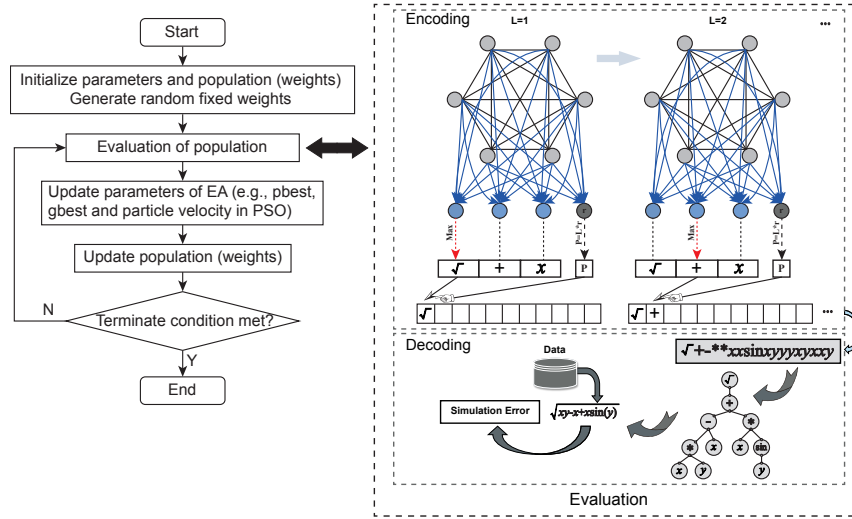 Start
Initialize parameters and population (weights)
Generate random fixed weights
Evaluation of population
Update parameters of EA (e.g., pbest,
gbest and particle velocity in PSO)
Update population (weights)
N
Terminate condition met?
Y
End
Encoding
L=1
L=2
...
r
r
Max
P=L*r
Max
P=L*r
√ + x P
√ + x P
√
√ +
...
Decoding
√+-**xxsinxyyyxyxxy
Data
Simulation Error
√xy-x+xsin(y)
√
+
- *
* x x sin
x y y
Evaluation